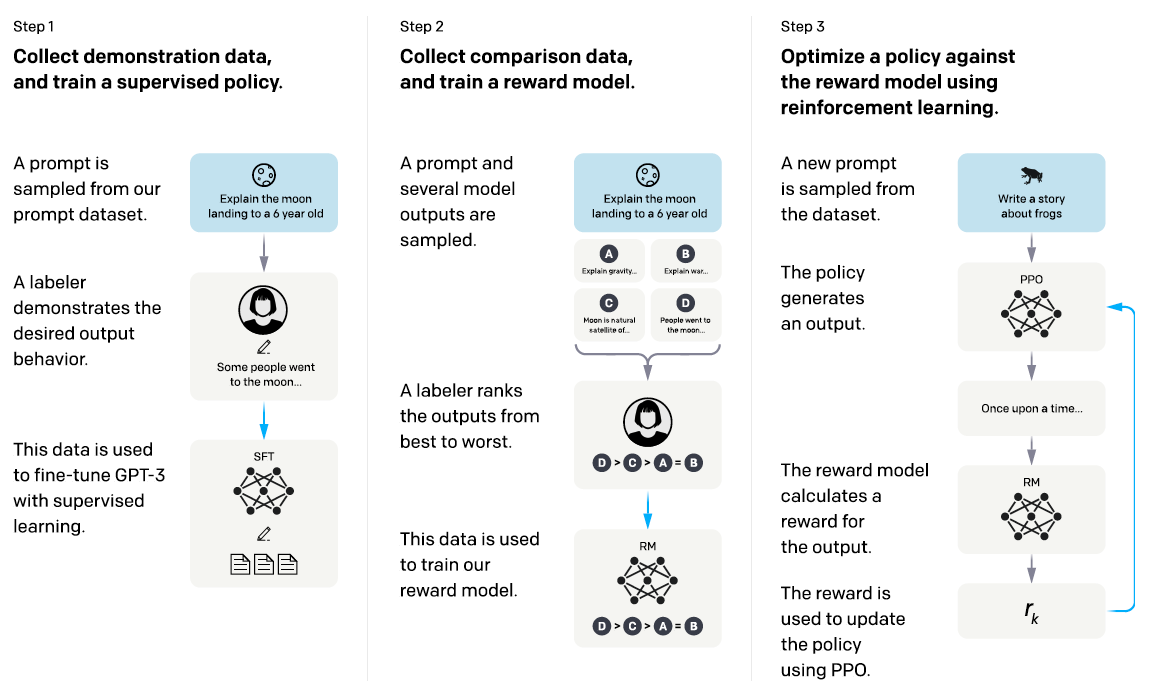 Step 1
Collect demonstration data,
and train a supervised policy.
A prompt is
sampled from our
prompt dataset.
Explain the moon
landing to a 6 year old
A labeler
demonstrates the
desired output
behavior.
Some people went
to the moon...
This data is used
to fine-tune GPT-3
with supervised
learning.
SFT
Step 2
Collect comparison data,
and train a reward model.
A prompt and
several model
outputs are
sampled.
Explain the moon
landing to a 6 year old
A
Explain gravity...
B
Explain war...
C
Moon is natural
satellite of...
D
People went to
the moon...
A labeler ranks
the outputs from
best to worst.
D > C > A = B
This data is used
to train our
reward model.
RM
D > C > A = B
Step 3
Optimize a policy against
the reward model using
reinforcement learning.
A new prompt
is sampled from
the dataset.
Write a story
about frogs
The policy
generates
an output.
PPO
Once upon a time...
The reward model
calculates a
reward for
the output.
RM
The reward is
used to update
the policy
using PPO.
r_k